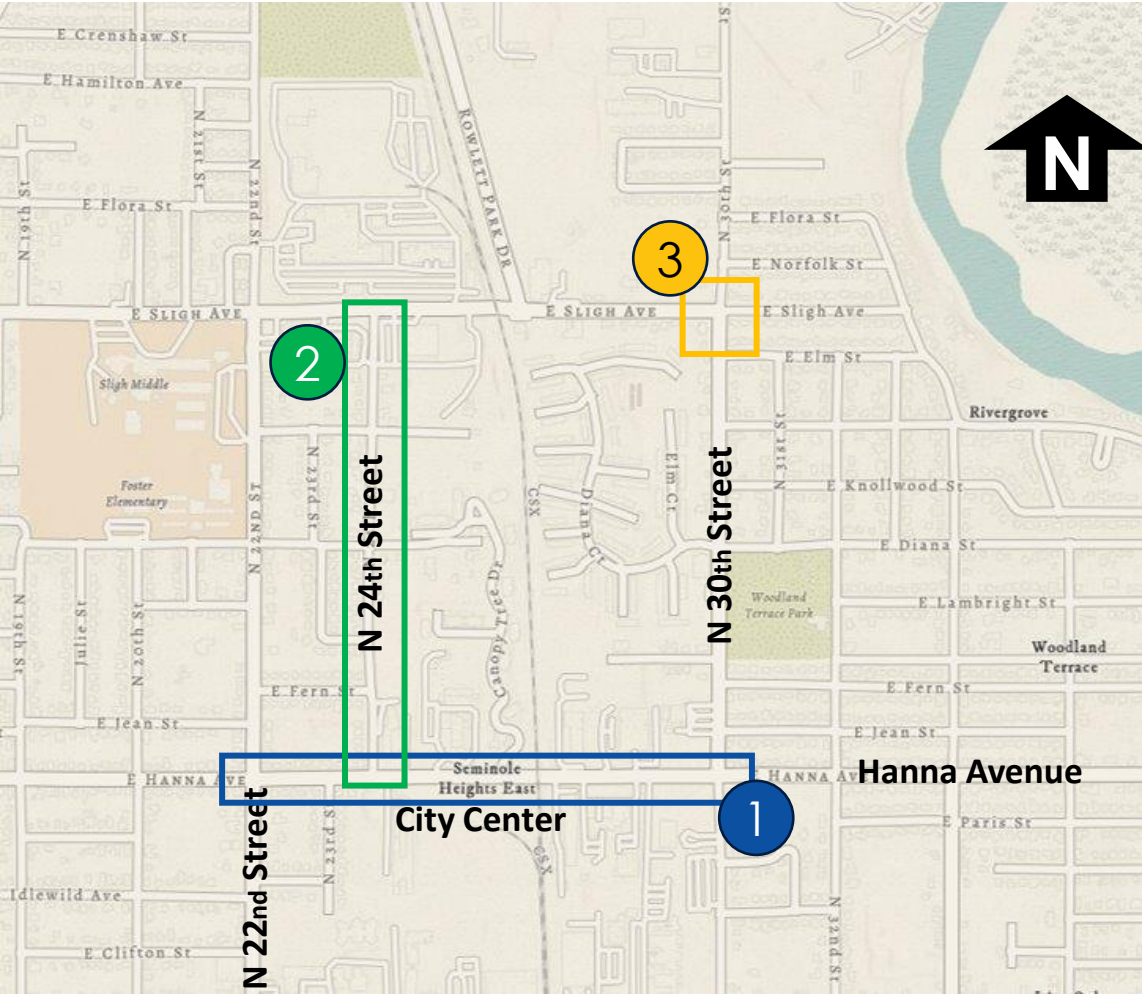 E Crenshaw St
E Hamilton Ave
N 21st St
N 22nd St
ROWLETT PARK DR
St
N 30th St
N
E Flora St
N 19th St
E Flora St
E Norfolk St
3
E SLIGH AVE
E SLIGH AVE
E Sligh Ave
2
E Elm St
Sligh Middle
Rivergrove
N 31st St
N 23rd St
Elm Ct
Foster
Elementary
E Knollwood St
CSX
Diana Ct
N 22ND ST
N 24th Street
N 30th Street
E Diana St
Canopy Tree Dr
Woodland
Terrace Park
E Lambright St
N 19th St
Julie St
N 20th St
Woodland
Terrace
E Fern St
E Fern St
E Jean St
E Jean St
E HANNA AVE
Seminole
Heights East
HANNA AV
Hanna Avenue
City Center
1
E Paris St
N 22nd Street
N 23rd S
CSX
Idlewild Ave
N 32nd St
E Clifton St